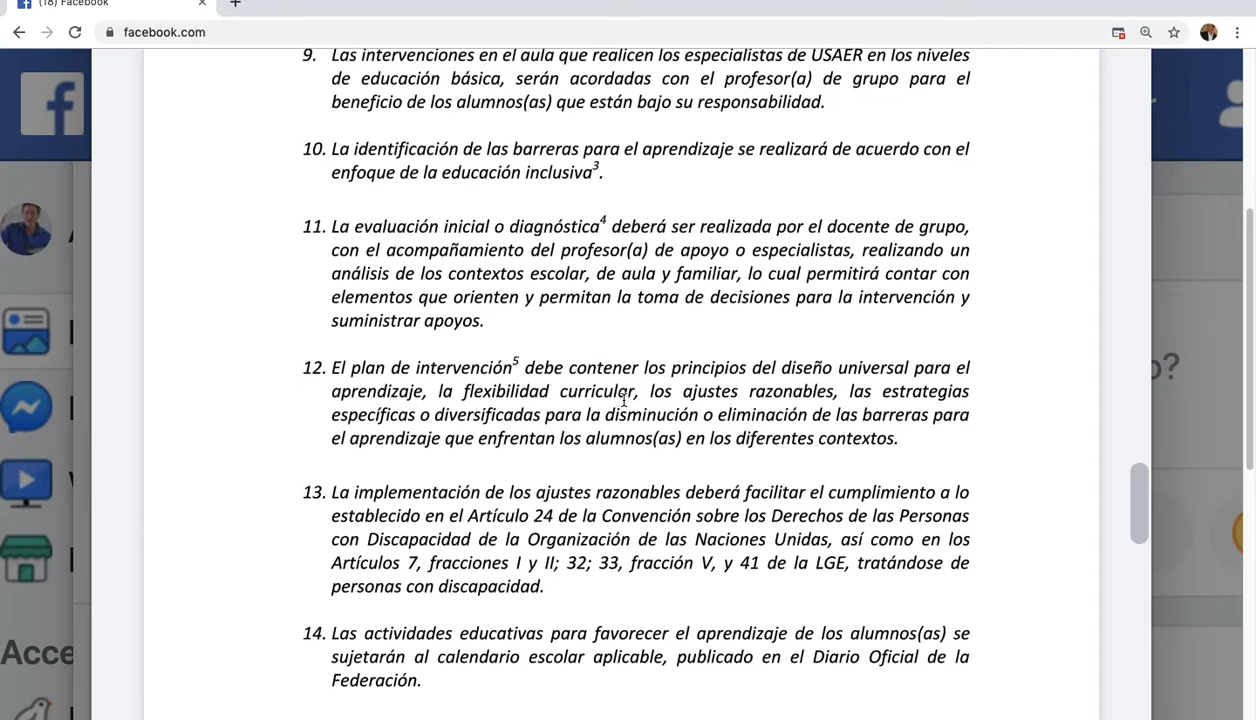 (18) Facebook
facebook.com
9. Las intervenciones en el aula que realicen los especialistas de USAER en los niveles
de educación básica, serán acordadas con el profesor(a) de grupo para el
beneficio de los alumnos(as) que están bajo su responsabilidad.
10. La identificación de las barreras para el aprendizaje se realizará de acuerdo con el
enfoque de la educación inclusiva³.
11. La evaluación inicial o diagnóstica⁴ deberá ser realizada por el docente de grupo,
con el acompañamiento del profesor(a) de apoyo o especialistas, realizando un
análisis de los contextos escolar, de aula y familiar, lo cual permitirá contar con
elementos que orienten y permitan la toma de decisiones para la intervención y
suministrar apoyos.
12. El plan de intervención⁵ debe contener los principios del diseño universal para el
aprendizaje, la flexibilidad curricular, los ajustes razonables, las estrategias
específicas o diversificadas para la disminución o eliminación de las barreras para
el aprendizaje que enfrentan los alumnos(as) en los diferentes contextos.
13. La implementación de los ajustes razonables deberá facilitar el cumplimiento a lo
establecido en el Artículo 24 de la Convención sobre los Derechos de las Personas
con Discapacidad de la Organización de las Naciones Unidas, así como en los
Artículos 7, fracciones I y II; 32; 33, fracción V, y 41 de la LGE, tratándose de
personas con discapacidad.
14. Las actividades educativas para favorecer el aprendizaje de los alumnos(as) se
sujetarán al calendario escolar aplicable, publicado en el Diario Oficial de la
Federación.
o?
Acce